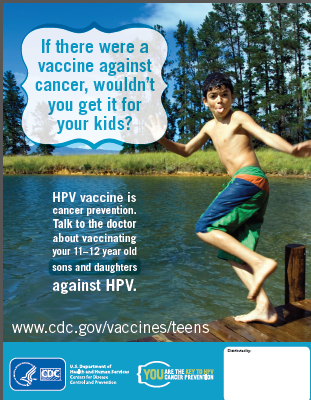 If there were a
vaccine against
cancer, wouldn't
you get it for
your kids?
HPV vaccine is
cancer prevention.
Talk to the doctor
about vaccinating
your 11–12 year old
sons and daughters
against HPV.
www.cdc.gov/vaccines/teens
CDC
U.S. Department of
Health and Human Services
Centers for Disease
Control and Prevention
YOU ARE THE KEY TO HPV
CANCER PREVENTION
Distributed by: